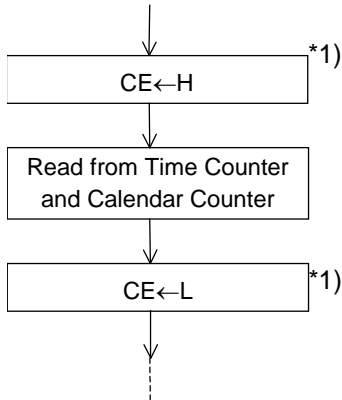 *1)
CE←H
Read from Time Counter
and Calendar Counter
*1)
CE←L